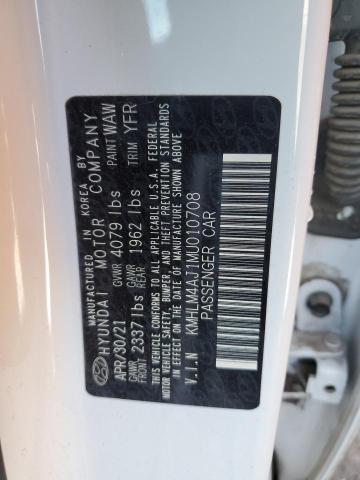 MANUFACTURED IN KOREA BY
HYUNDAI MOTOR COMPANY
APR/30/21 GVWR 4079 lbs PAINT WAW
GAWR FRONT 2337 lbs GAWR REAR 1962 lbs TRIM YFR
THIS VEHICLE CONFORMS TO ALL APPLICABLE U.S.A. FEDERAL
MOTOR VEHICLE SAFETY, BUMPER, AND THEFT PREVENTION STANDARDS
IN EFFECT ON THE DATE OF MANUFACTURE SHOWN ABOVE.
V.I.N KMHLM4AJ1MU010708
PASSENGER CAR